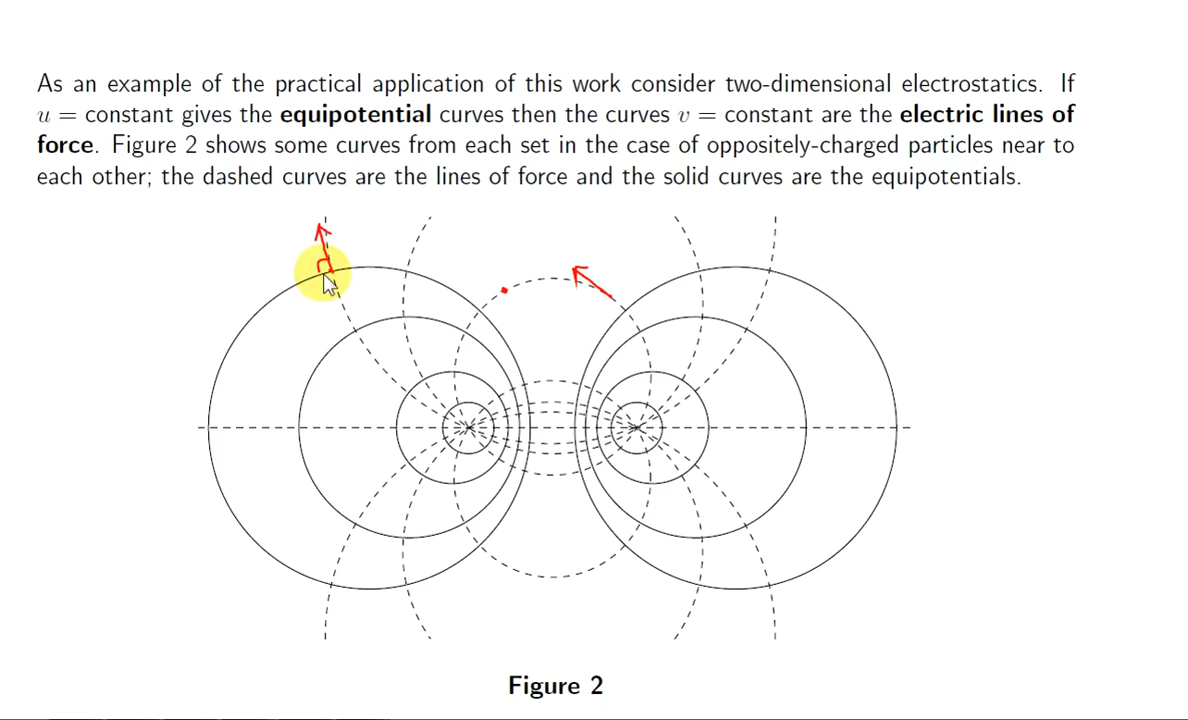 As an example of the practical application of this work consider two-dimensional electrostatics. If
u = constant gives the equipotential curves then the curves v = constant are the electric lines of
force. Figure 2 shows some curves from each set in the case of oppositely-charged particles near to
each other; the dashed curves are the lines of force and the solid curves are the equipotentials.
Figure 2